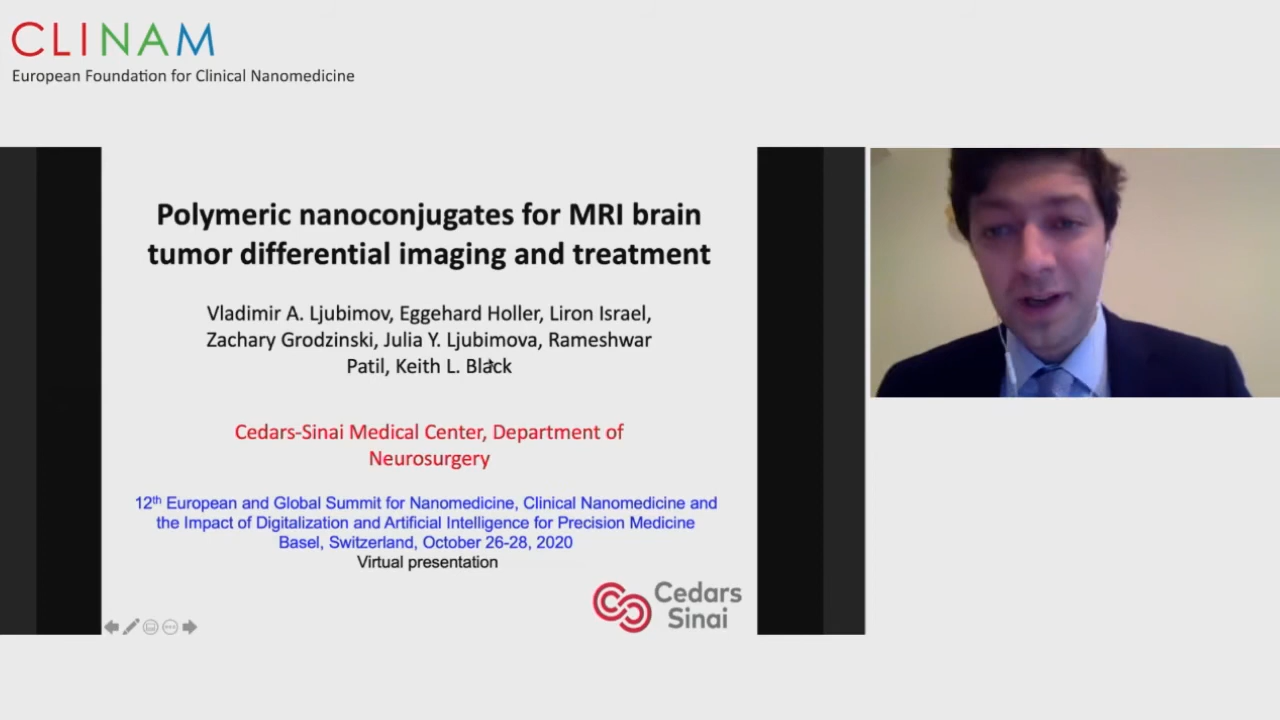 CLINAM
European Foundation for Clinical Nanomedicine
Polymeric nanoconjugates for MRI brain
tumor differential imaging and treatment
Vladimir A. Ljubimov, Eggehard Holler, Liron Israel,
Zachary Grodzinski, Julia Y. Ljubimova, Rameshwar
Patil, Keith L. Black
Cedars-Sinai Medical Center, Department of
Neurosurgery
12th European and Global Summit for Nanomedicine, Clinical Nanomedicine and
the Impact of Digitalization and Artificial Intelligence for Precision Medicine
Basel, Switzerland, October 26-28, 2020
Virtual presentation
Cedars
Sinai